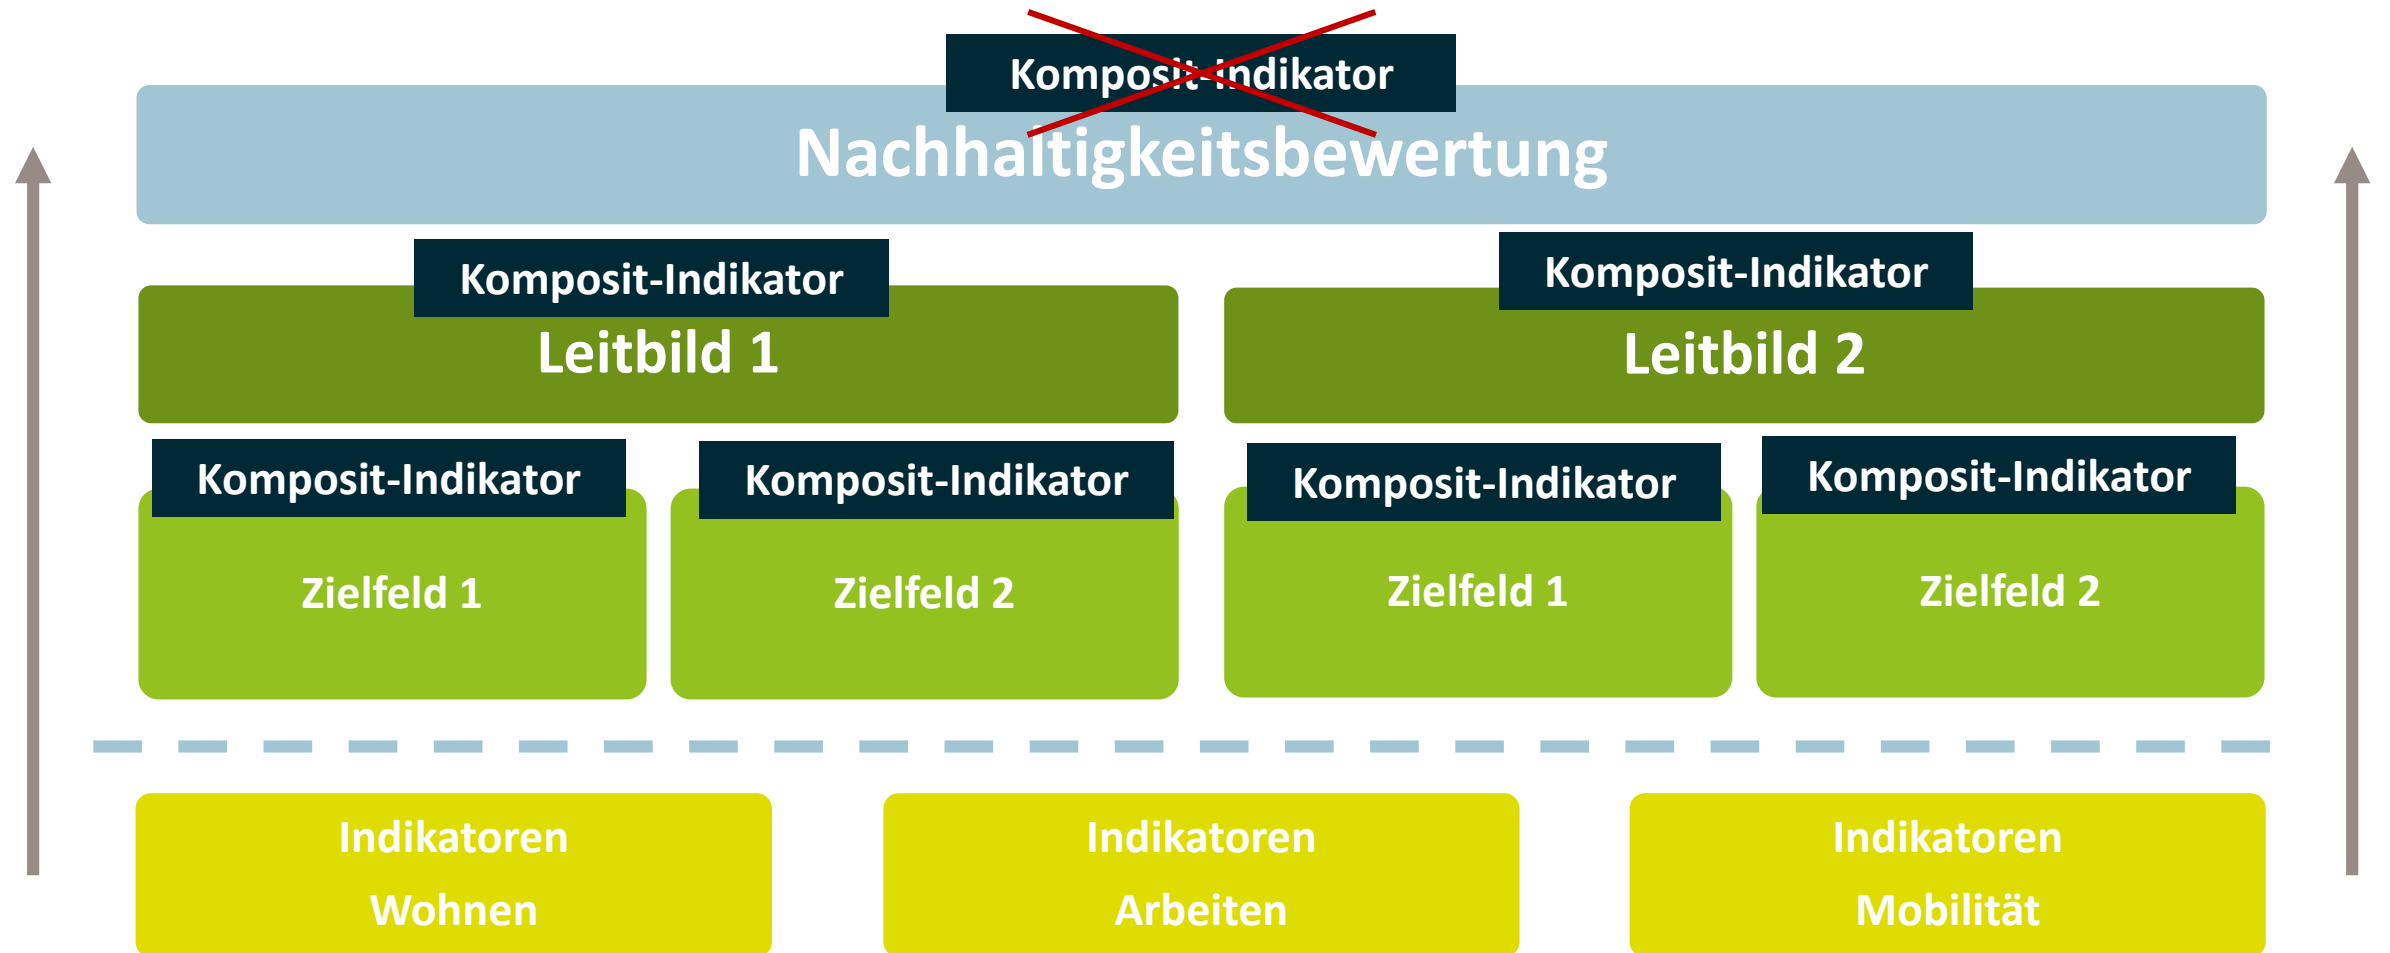 Komposit-Indikator
Nachhaltigkeitsbewertung
Komposit-Indikator
Komposit-Indikator
Leitbild 1
Leitbild 2
Komposit-Indikator
Komposit-Indikator
Komposit-Indikator
Komposit-Indikator
Zielfeld 1
Zielfeld 2
Zielfeld 1
Zielfeld 2
Indikatoren
Wohnen
Indikatoren
Arbeiten
Indikatoren
Mobilität